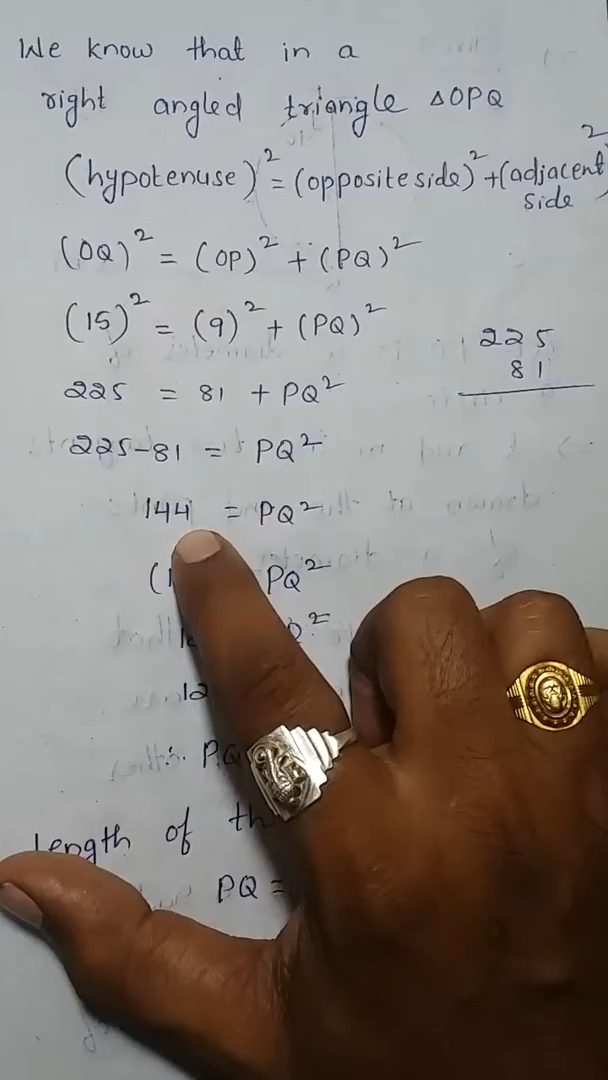 We know that in a
right angled triangle ΔOPQ
(hypotenuse)² = (opposite side)² + (adjacent side)²
(OQ)² = (OP)² + (PQ)²
(15)² = (9)² + (PQ)²
225
81
225 = 81 + PQ²
225-81 = PQ²
144 = PQ²
( PQ²
12
∴ PQ
length of
PQ =